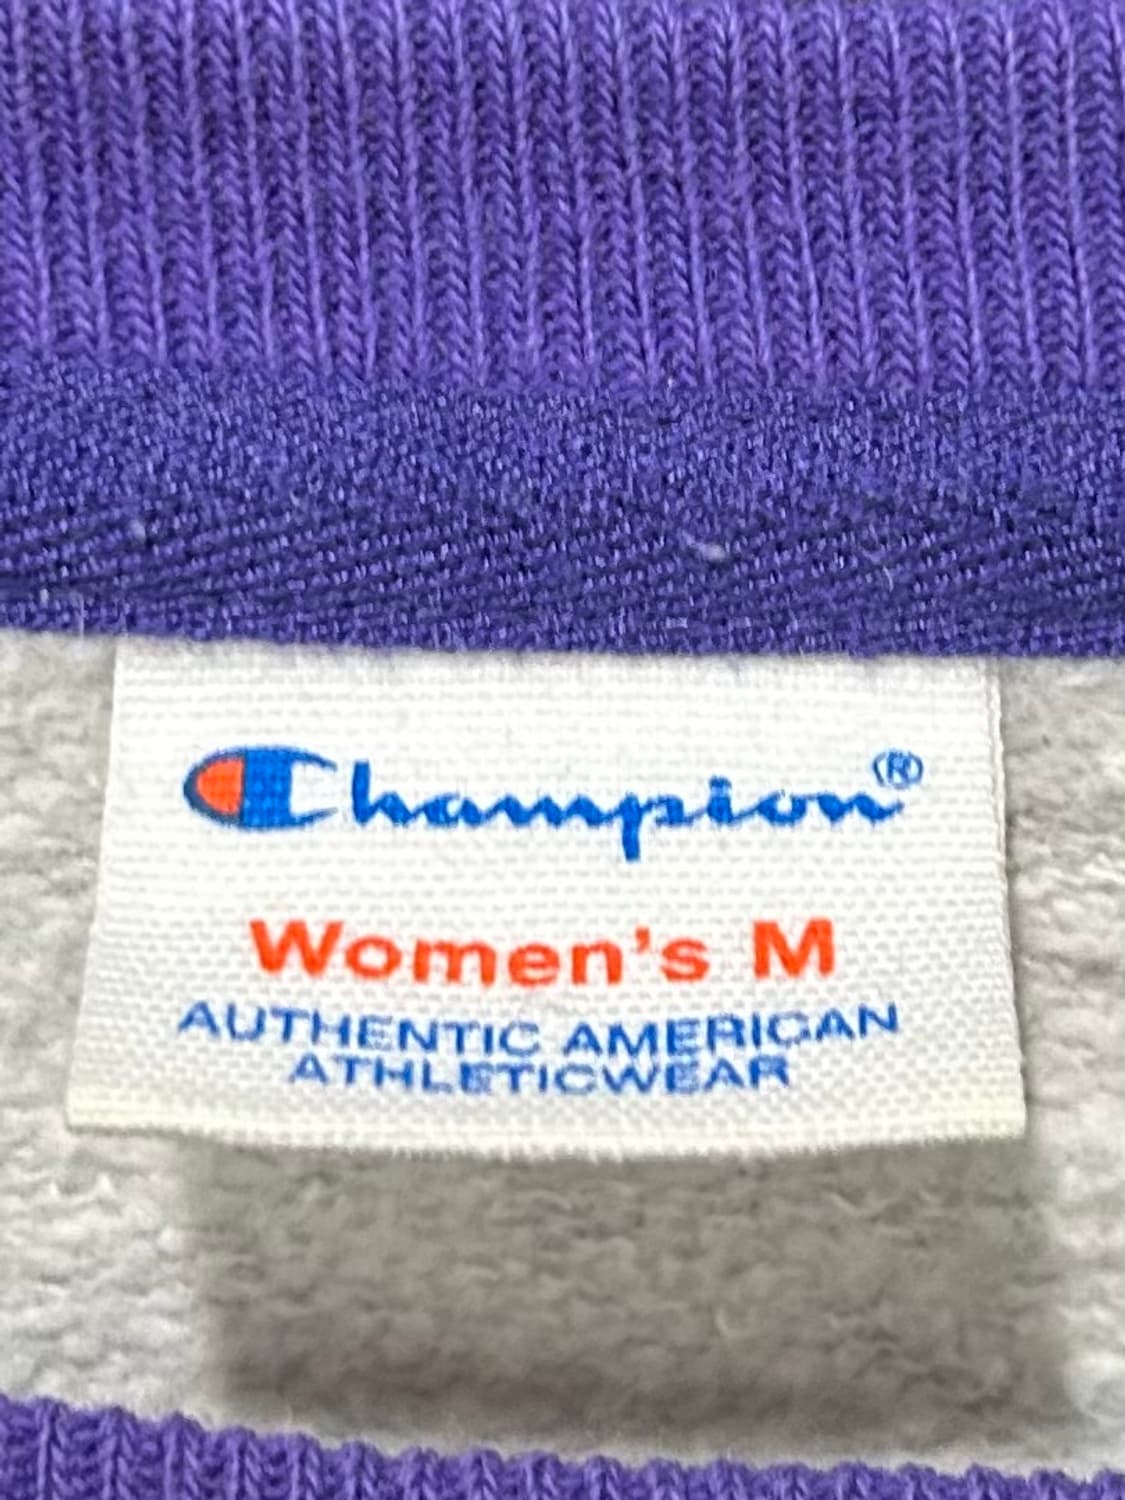 Champion®
Women's M
AUTHENTIC AMERICAN
ATHLETICWEAR